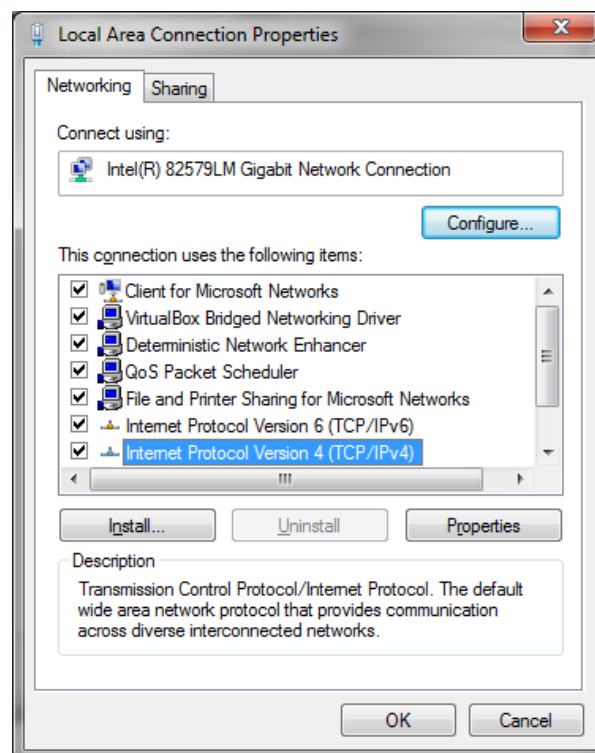 Local Area Connection Properties
Networking
Sharing
Connect using:
Intel(R) 82579LM Gigabit Network Connection
Configure...
This connection uses the following items:
Client for Microsoft Networks
VirtualBox Bridged Networking Driver
Deterministic Network Enhancer
QoS Packet Scheduler
File and Printer Sharing for Microsoft Networks
Internet Protocol Version 6 (TCP/IPv6)
Internet Protocol Version 4 (TCP/IPv4)
Install...
Uninstall
Properties
Description
Transmission Control Protocol/Internet Protocol. The default
wide area network protocol that provides communication
across diverse interconnected networks.
OK
Cancel